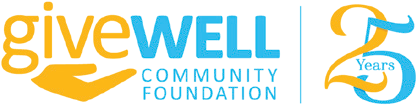 giveWELL
COMMUNITY
FOUNDATION
25
Years